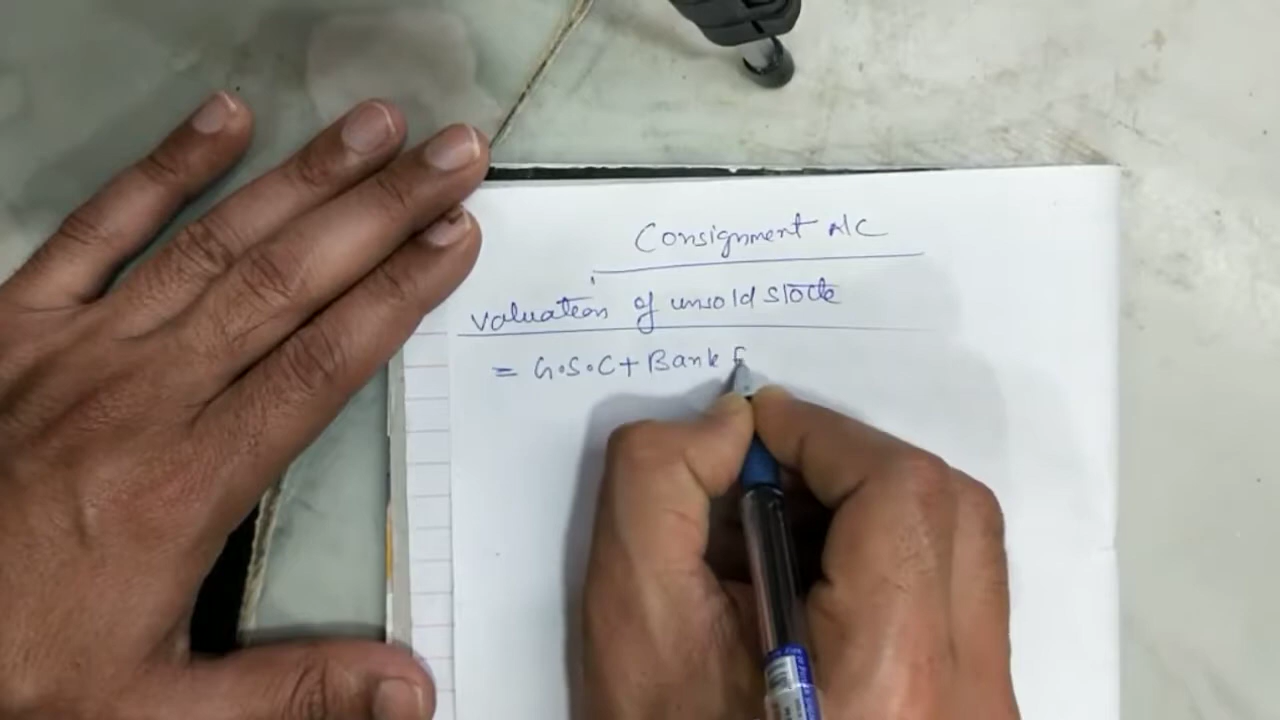 Consignment A/C
Valuation of unsold stock
= G.S.C + Bank E